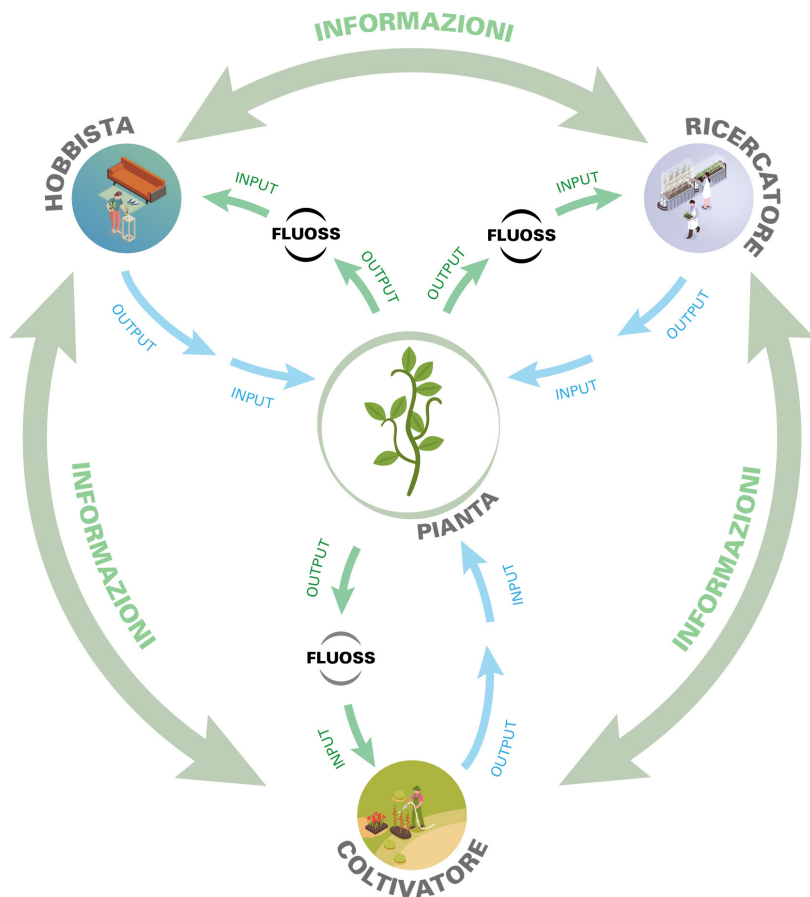 INFORMAZIONI
HOBBISTA
RICERCATORE
INPUT
INPUT
FLUOSS
FLUOSS
OUTPUT
OUTPUT
OUTPUT
OUTPUT
INPUT
INPUT
PIANTA
INFORMAZIONI
INFORMAZIONI
OUTPUT
INPUT
FLUOSS
INPUT
OUTPUT
COLTIVATORE